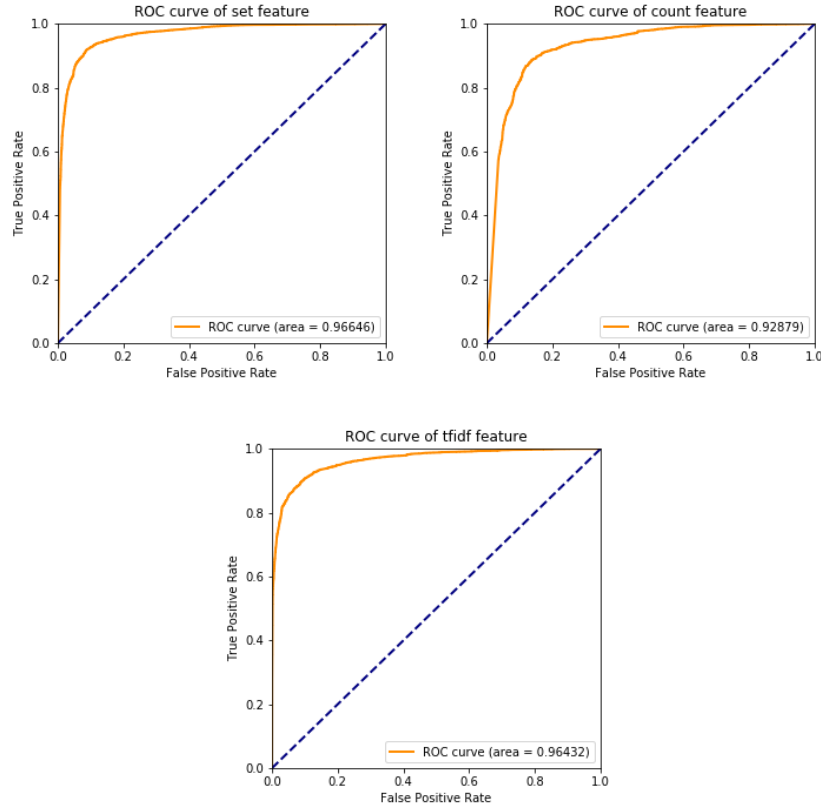 ROC curve of set feature
1.0
0.8
0.6
0.4
0.2
0.0
True Positive Rate
ROC curve (area = 0.96646)
0.0 0.2 0.4 0.6 0.8 1.0
False Positive Rate
ROC curve of count feature
1.0
0.8
0.6
0.4
0.2
0.0
True Positive Rate
ROC curve (area = 0.92879)
0.0 0.2 0.4 0.6 0.8 1.0
False Positive Rate
ROC curve of tfidf feature
1.0
0.8
0.6
0.4
0.2
0.0
True Positive Rate
ROC curve (area = 0.96432)
0.0 0.2 0.4 0.6 0.8 1.0
False Positive Rate